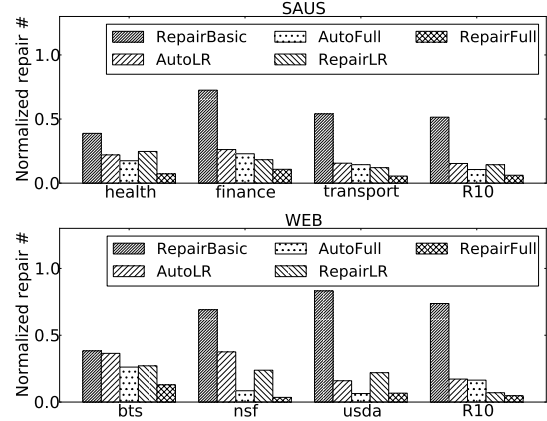 SAUS
Normalized repair #
1.0
0.5
0.0
RepairBasic AutoFull RepairFull
AutoLR RepairLR
health finance transport R10
WEB
Normalized repair #
1.0
0.5
0.0
RepairBasic AutoFull RepairFull
AutoLR RepairLR
bts nsf usda R10